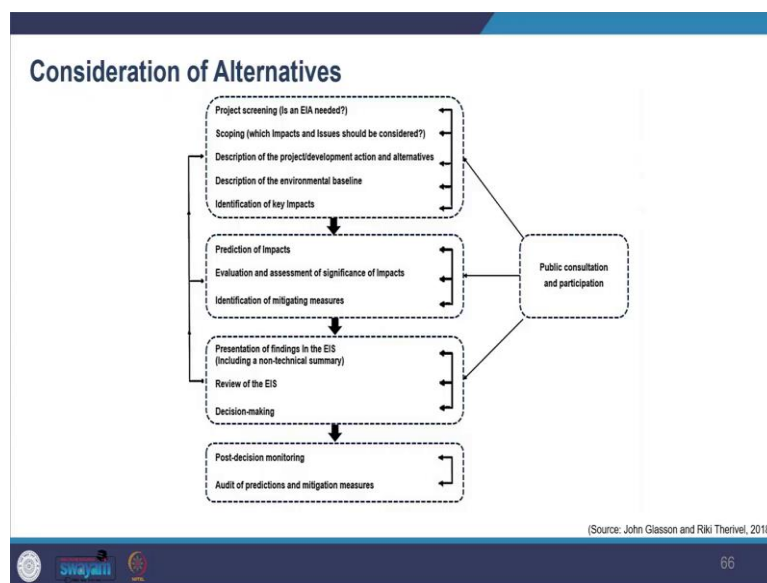 Consideration of Alternatives
Project screening (Is an EIA needed?)
Scoping (which Impacts and Issues should be considered?)
Description of the project/development action and alternatives
Description of the environmental baseline
Identification of key Impacts
Prediction of Impacts
Evaluation and assessment of significance of Impacts
Identification of mitigating measures
Public consultation
and participation
Presentation of findings In the EIS
(Including a non-technical summary)
Review of the EIS
Decision-making
Post-decision monitoring
Audit of predictions and mitigation measures
(Source: John Glasson and Riki Therivel, 2018
swayam
66